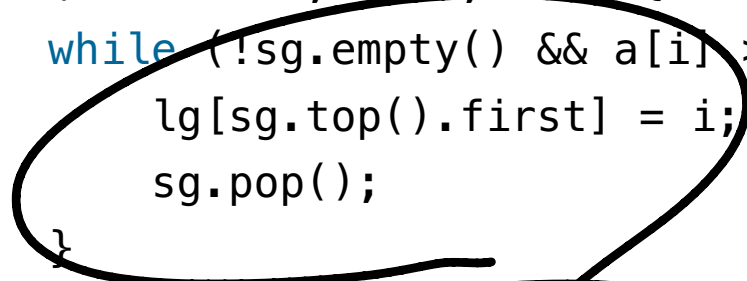 while (!sg.empty() && a[i] >
lg[sg.top().first] = i;
sg.pop();
}